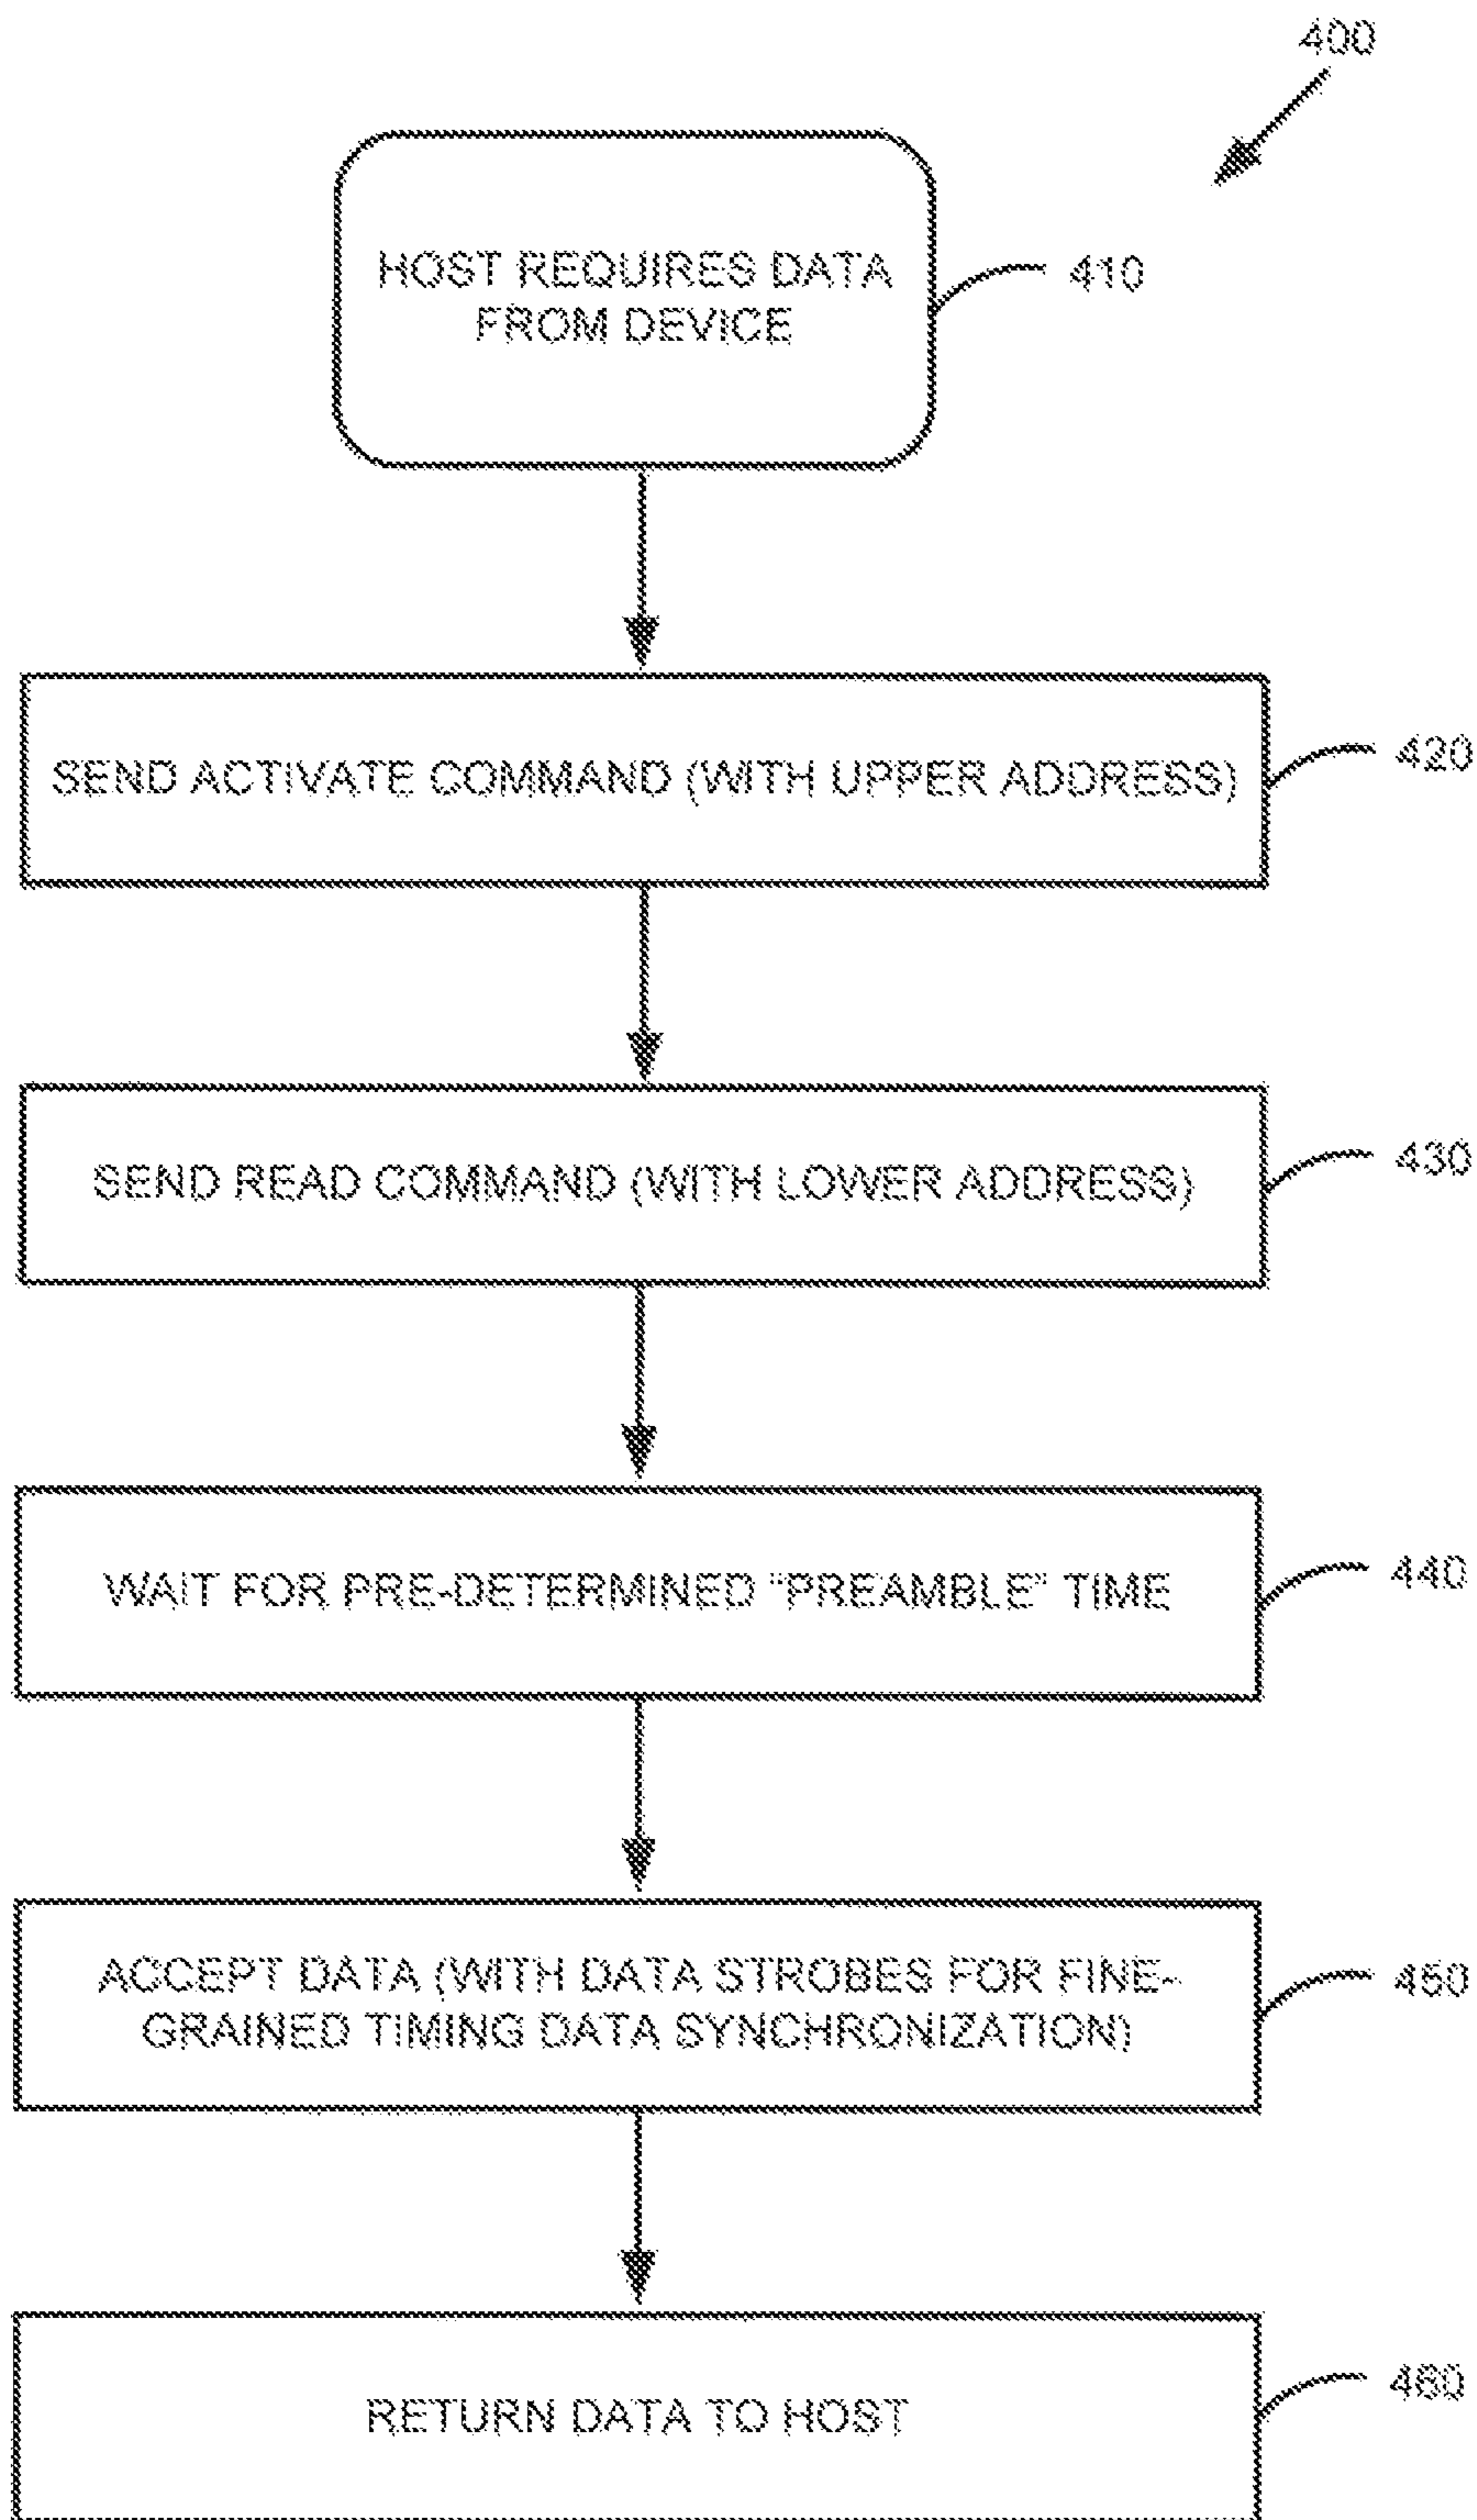 400
HOST REQUIRES DATA
FROM DEVICE
410
SEND ACTIVATE COMMAND (WITH UPPER ADDRESS)
420
SEND READ COMMAND (WITH LOWER ADDRESS)
430
WAIT FOR PRE-DETERMINED “PREAMBLE” TIME
440
ACCEPT DATA (WITH DATA STROBES FOR FINE-
GRAINED TIMING DATA SYNCHRONIZATION)
450
RETURN DATA TO HOST
460